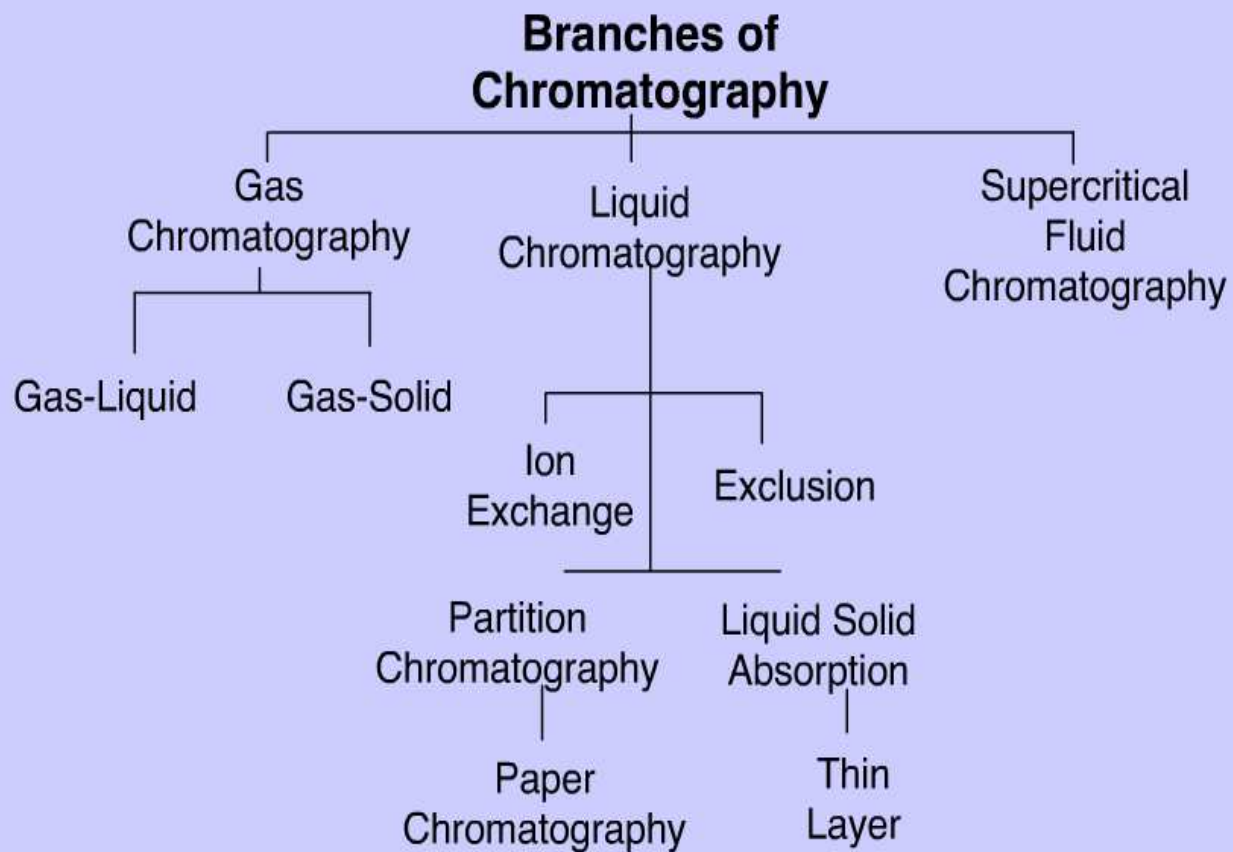 Branches of
Chromatography
Gas
Chromatography
Liquid
Chromatography
Supercritical
Fluid
Chromatography
Gas-Liquid
Gas-Solid
Ion
Exchange
Exclusion
Partition
Chromatography
Liquid Solid
Absorption
Paper
Chromatography
Thin
Layer